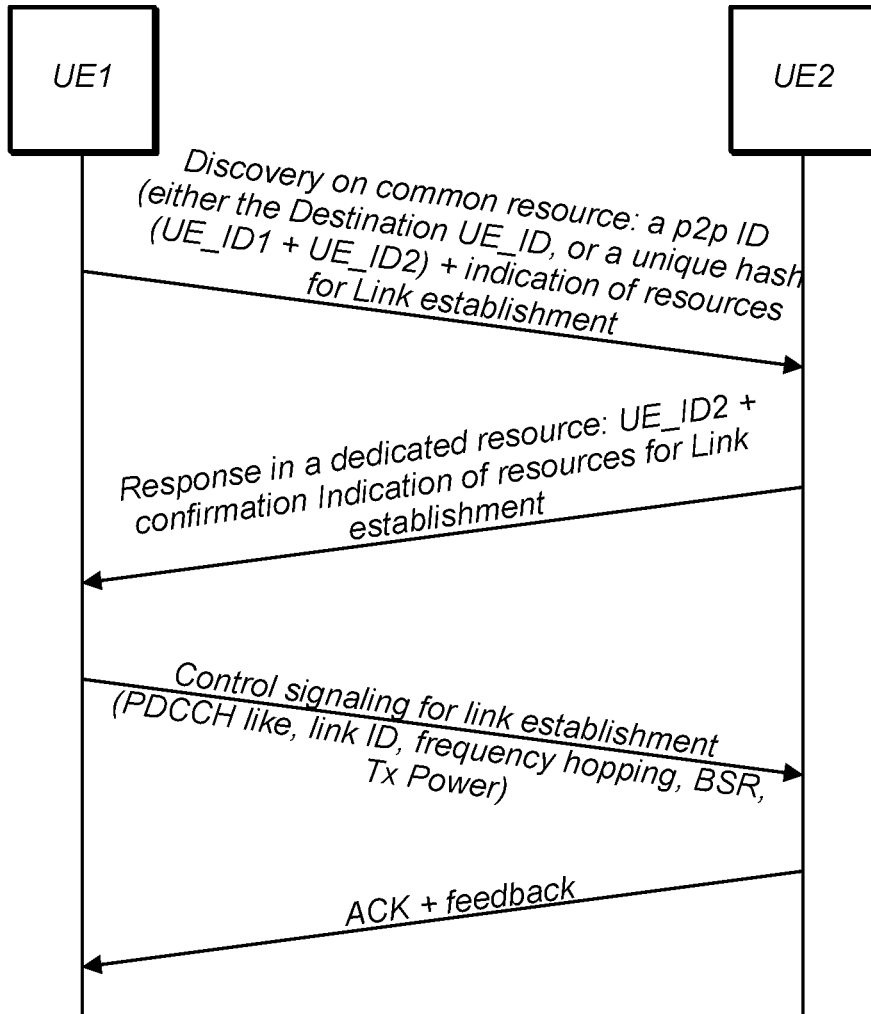 UE1
UE2
Discovery on common resource: a p2p ID
(either the Destination UE_ID, or a unique hash
(UE_ID1 + UE_ID2) + indication of resources
for Link establishment
Response in a dedicated resource: UE_ID2 +
confirmation Indication of resources for Link
establishment
Control signaling for link establishment
(PDCCH like, link ID, frequency hopping, BSR,
Tx Power)
ACK + feedback